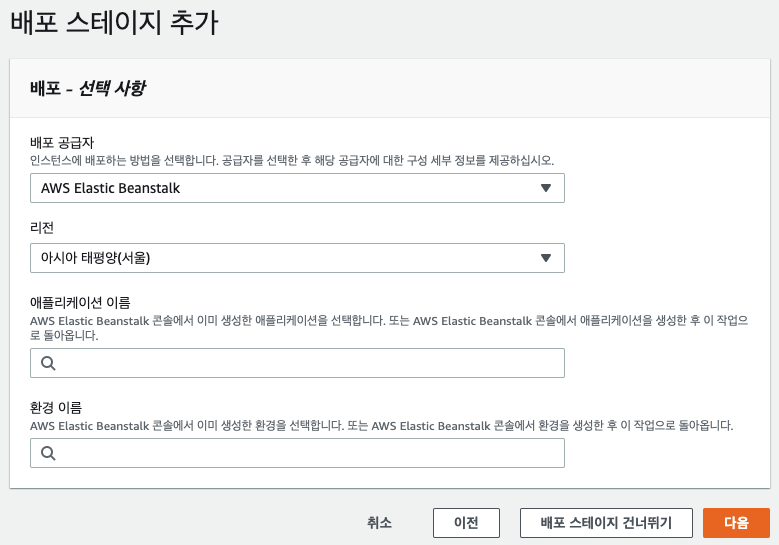 배포 스테이지 추가
배포 - 선택 사항
배포 공급자
인스턴스에 배포하는 방법을 선택합니다. 공급자를 선택한 후 해당 공급자에 대한 구성 세부 정보를 제공하십시오.
AWS Elastic Beanstalk
리전
아시아 태평양(서울)
애플리케이션 이름
AWS Elastic Beanstalk 콘솔에서 이미 생성한 애플리케이션을 선택합니다. 또는 AWS Elastic Beanstalk 콘솔에서 애플리케이션을 생성한 후 이 작업으
로 돌아옵니다.
환경 이름
AWS Elastic Beanstalk 콘솔에서 이미 생성한 환경을 선택합니다. 또는 AWS Elastic Beanstalk 콘솔에서 환경을 생성한 후 이 작업으로 돌아옵니다.
취소 이전 배포 스테이지 건너뛰기 다음